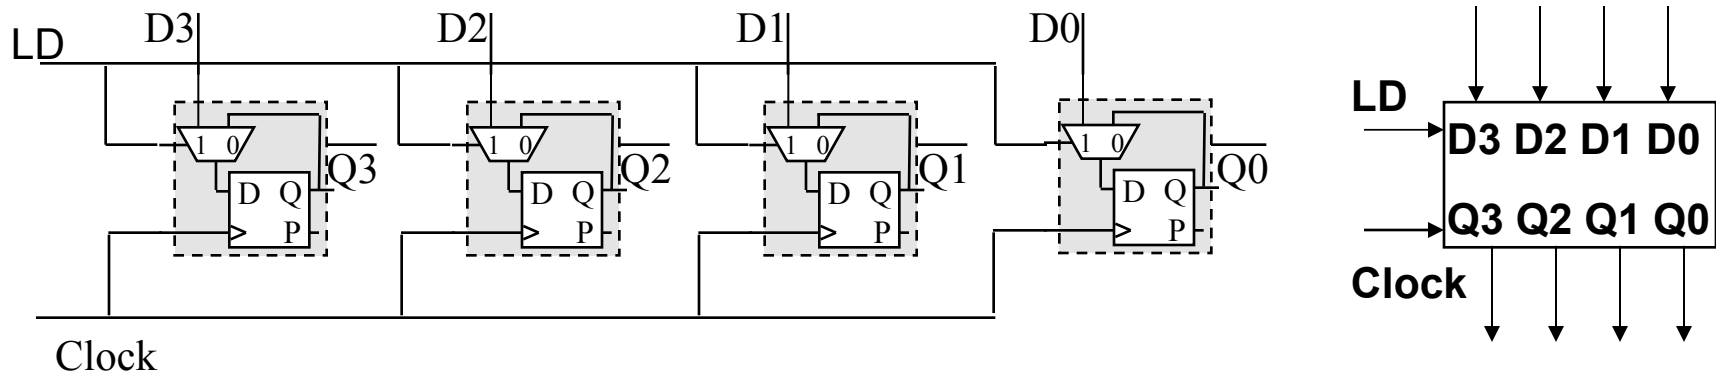 LD D3 D2 D1 D0
1 0 1 0 1 0 1 0
Q3 Q2 Q1 Q0
D Q D Q D Q D Q
P P P P
Clock
LD
D3 D2 D1 D0
Q3 Q2 Q1 Q0
Clock